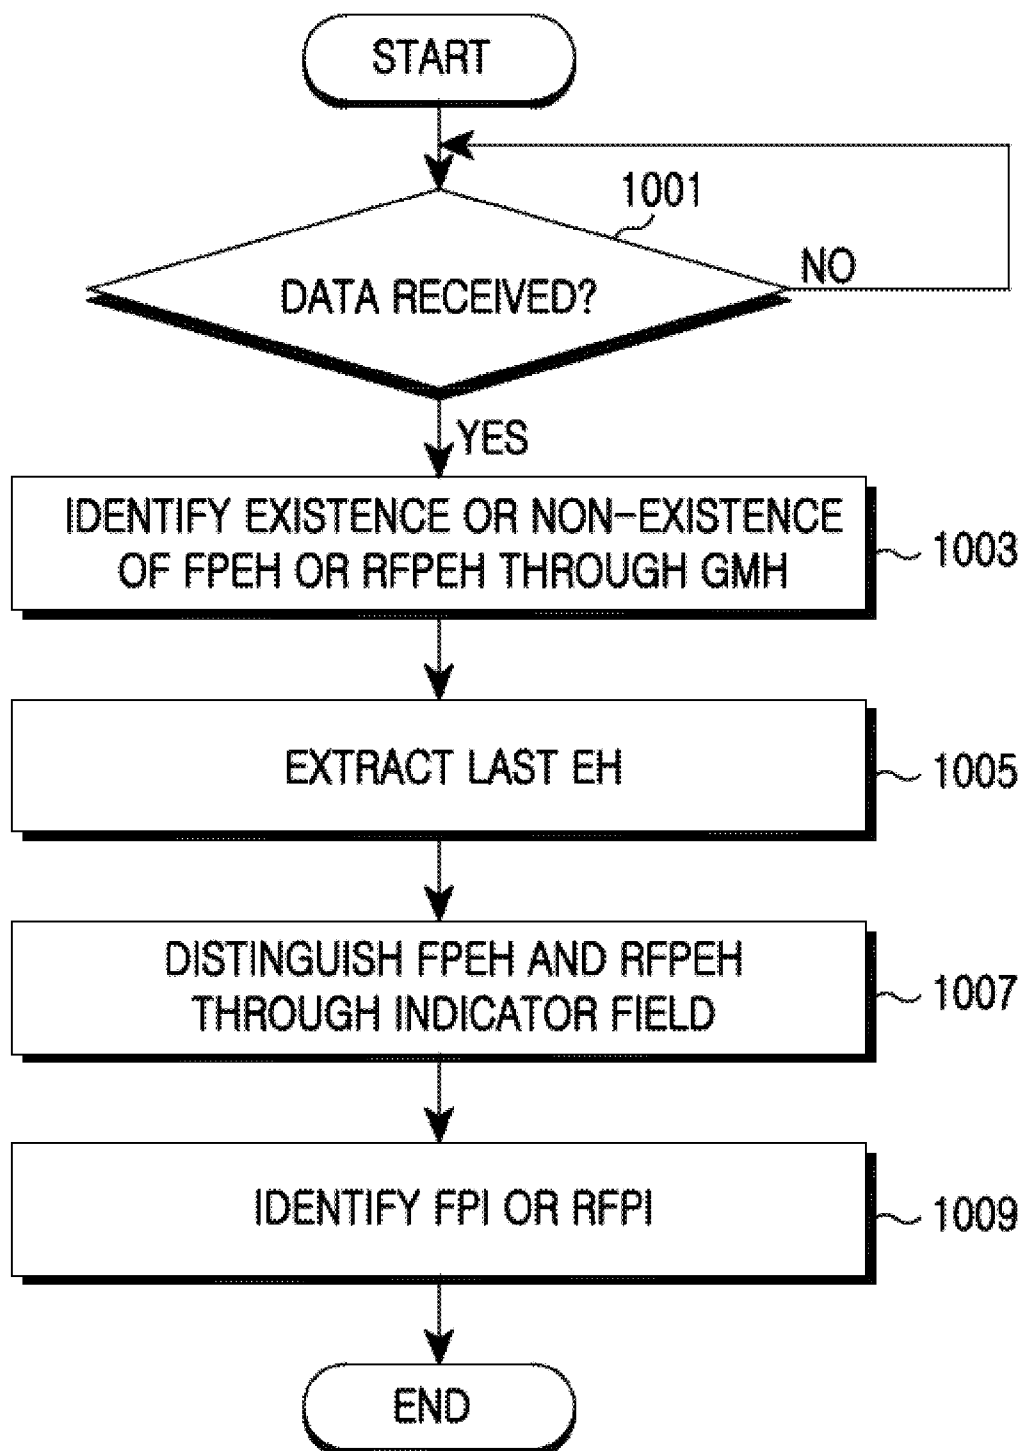 START
1001
DATA RECEIVED?
NO
YES
IDENTIFY EXISTENCE OR NON-EXISTENCE
OF FPEH OR RFPEH THROUGH GMH
1003
EXTRACT LAST EH
1005
DISTINGUISH FPEH AND RFPEH
THROUGH INDICATOR FIELD
1007
IDENTIFY FPI OR RFPI
1009
END